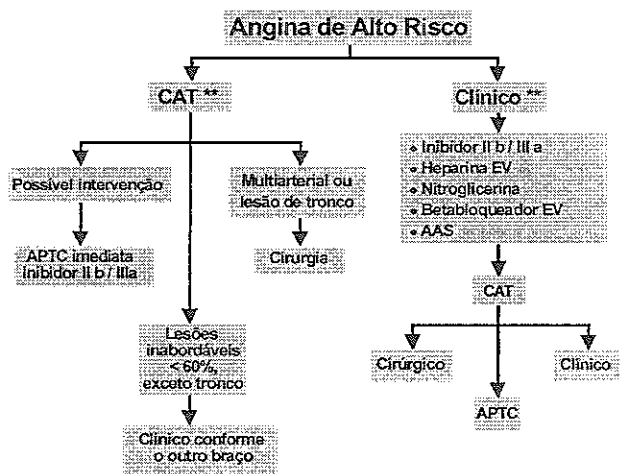 Angina de Alto Risco
CAT **
Clínico **
Possível intervenção
Multiarterial ou
lesão de tronco
• Inibidor II b / III a
• Heparina EV
• Nitroglicerina
• Betabloqueador EV
• AAS
APTC imediata
Inibidor II b / IIIa
Cirurgia
CAT
Lesões
inabordáveis
< 60%,
exceto tronco
Cirúrgico
Clínico
APTC
Clínico conforma
o outro braço